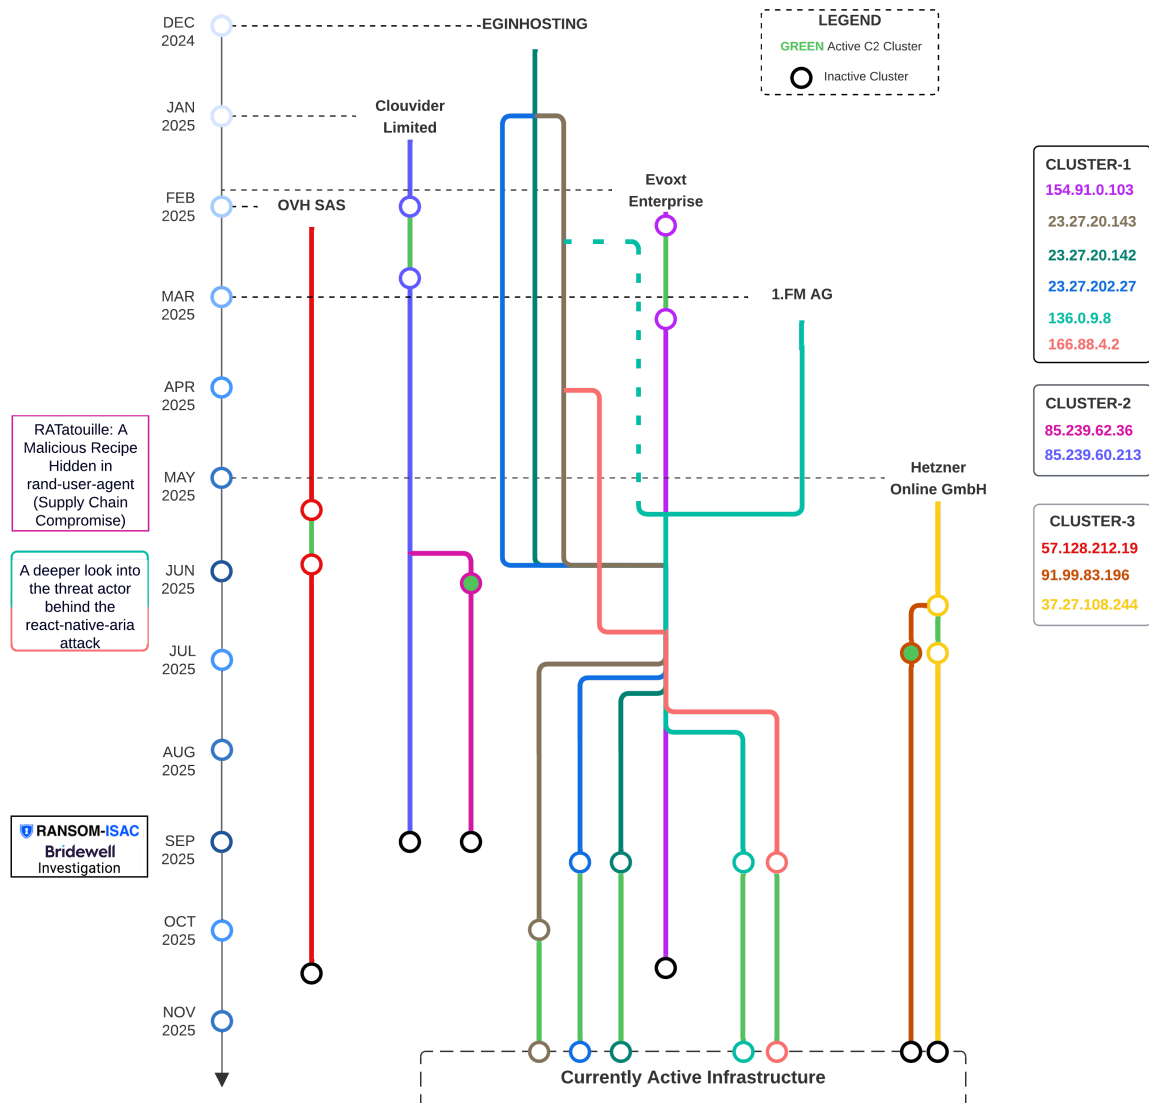 DEC
2024
EGINHOSTING
LEGEND
GREEN Active C2 Cluster
Inactive Cluster
JAN
2025
Clouvider
Limited
FEB
2025
OVH SAS
Evoxt
Enterprise
MAR
2025
1.FM AG
APR
2025
MAY
2025
Hetzner
Online GmbH
JUN
2025
JUL
2025
AUG
2025
SEP
2025
OCT
2025
NOV
2025
RATatouille: A
Malicious Recipe
Hidden in
rand-user-agent
(Supply Chain
Compromise)
A deeper look into
the threat actor
behind the
react-native-aria
attack
RANSOM-ISAC
Bridewell
Investigation
CLUSTER-1
154.91.0.103
23.27.20.143
23.27.20.142
23.27.202.27
136.0.9.8
166.88.4.2
CLUSTER-2
85.239.62.36
85.239.60.213
CLUSTER-3
57.128.212.19
91.99.83.196
37.27.108.244
Currently Active Infrastructure